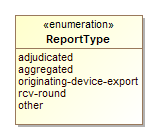 «enumeration»
ReportType
adjudicated
aggregated
originating-device-export
rcv-round
other